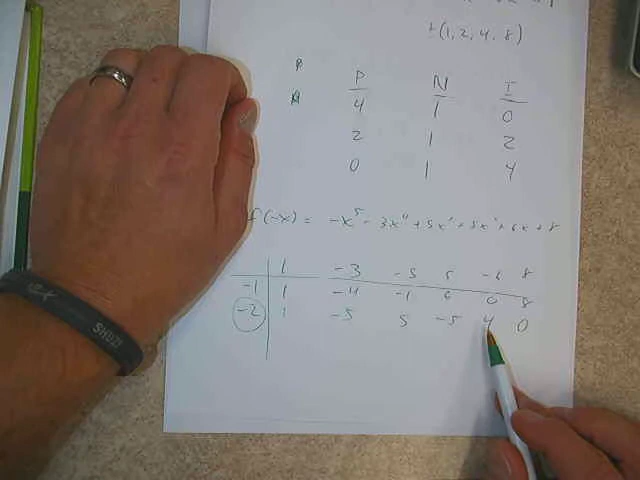 ±(1, 2, 4, 8)
P N I
4 1 0
2 1 2
0 1 4
f(-x) = -x⁵ - 3x⁴ + 5x³ + 5x² + 6x + 8
1 -3 -5 5 -6 8
-1 1 -4 -1 6 0 8
-2 1 -5 5 -5 4 0